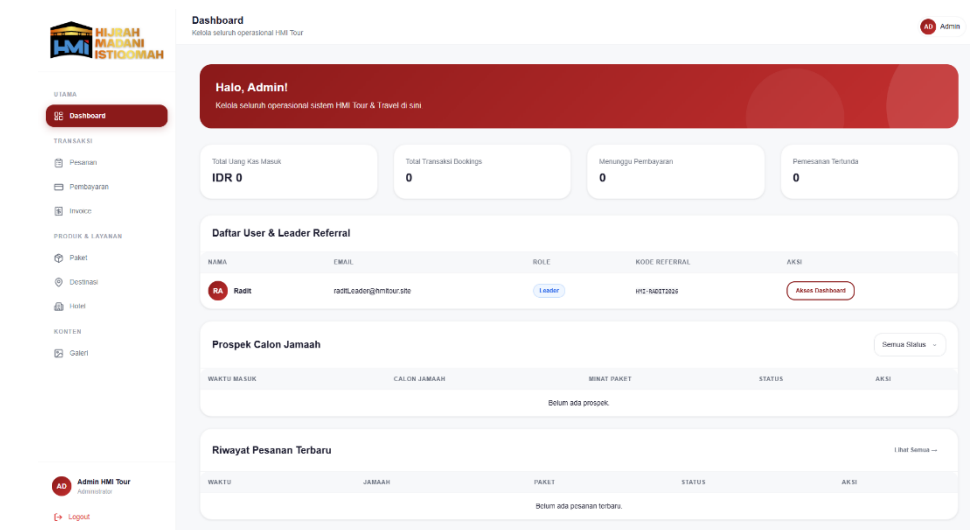 HIJRAH
HMI MADANI
ISTIQOMAH
UTAMA
Dashboard
TRANSAKSI
Pesanan
Pembayaran
Invoice
PRODUK & LAYANAN
Paket
Destinasi
Hotel
KONTEN
Galeri
AD Admin HMI Tour
Administrator
Logout
Dashboard
Kelola seluruh operasional HMI Tour
AD Admin
Halo, Admin!
Kelola seluruh operasional sistem HMI Tour & Travel di sini
Total Uang Kas Masuk
IDR 0
Total Transaksi Bookings
0
Menunggu Pembayaran
0
Pemesanan Tertunda
0
Daftar User & Leader Referral
NAMA EMAIL ROLE KODE REFERRAL AKSI
RA Radit raditLeader@hmitour.site Leader HMI-RADIT2026 Akses Dashboard
Prospek Calon Jamaah
Semua Status
WAKTU MASUK CALON JAMAAH MINAT PAKET STATUS AKSI
Belum ada prospek.
Riwayat Pesanan Terbaru
Lihat Semua →
WAKTU JAMAAH PAKET STATUS AKSI
Belum ada pesanan terbaru.